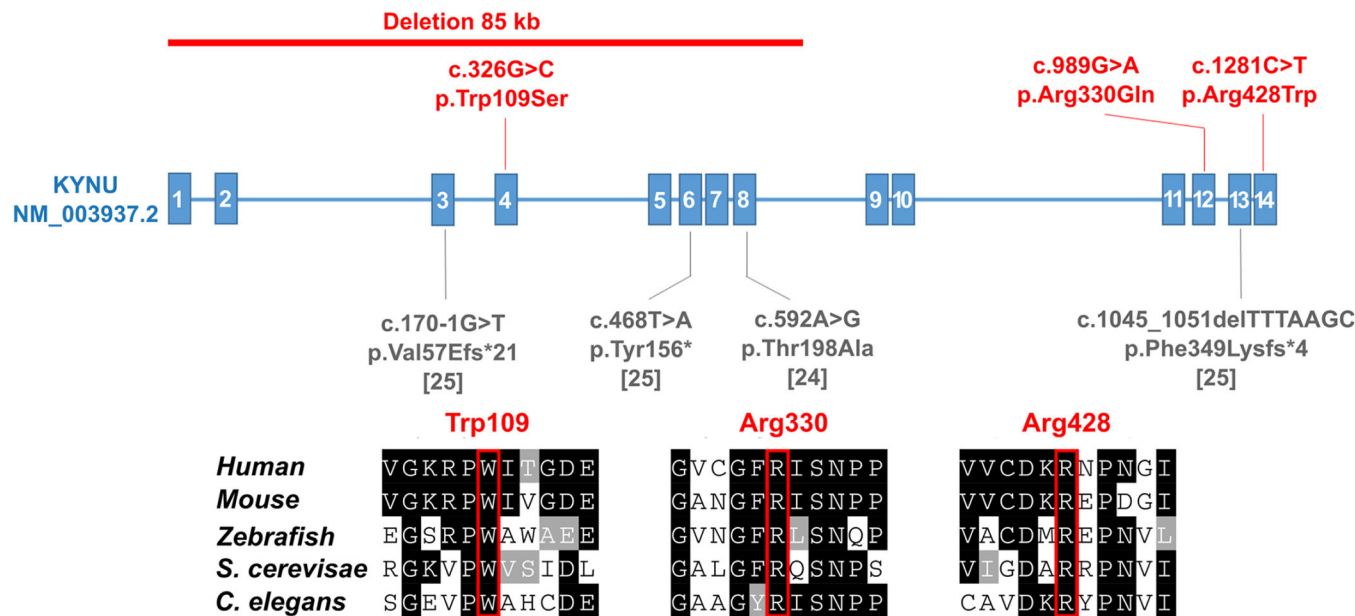 Deletion 85 kb
c.326G>C
p.Trp109Ser
c.989G>A
p.Arg330Gln
c.1281C>T
p.Arg428Trp
KYNU
NM_003937.2
1 2 3 4 5 6 7 8 9 10 11 12 13 14
c.170-1G>T
p.Val57Efs*21
[25]
c.468T>A
p.Tyr156*
[25]
c.592A>G
p.Thr198Ala
[24]
c.1045_1051delTTTAAGC
p.Phe349Lysfs*4
[25]
Trp109 Arg330 Arg428
Human VGKRPWITGDE GVCGFRISNPP VVCDKRNPNGI
Mouse VGKRPWIVGDE GANGFRISNPP VVCDKREPDGI
Zebrafish EGSRPWAWAEE GVNGFRLSNQP VACDMREPNVL
S. cerevisae RGKVPWVSIDL GALGFRQSNPS VIGDARRPNVI
C. elegans SGEVPWAHCDE GAAGYRISNPP CAVDKRYPNVI